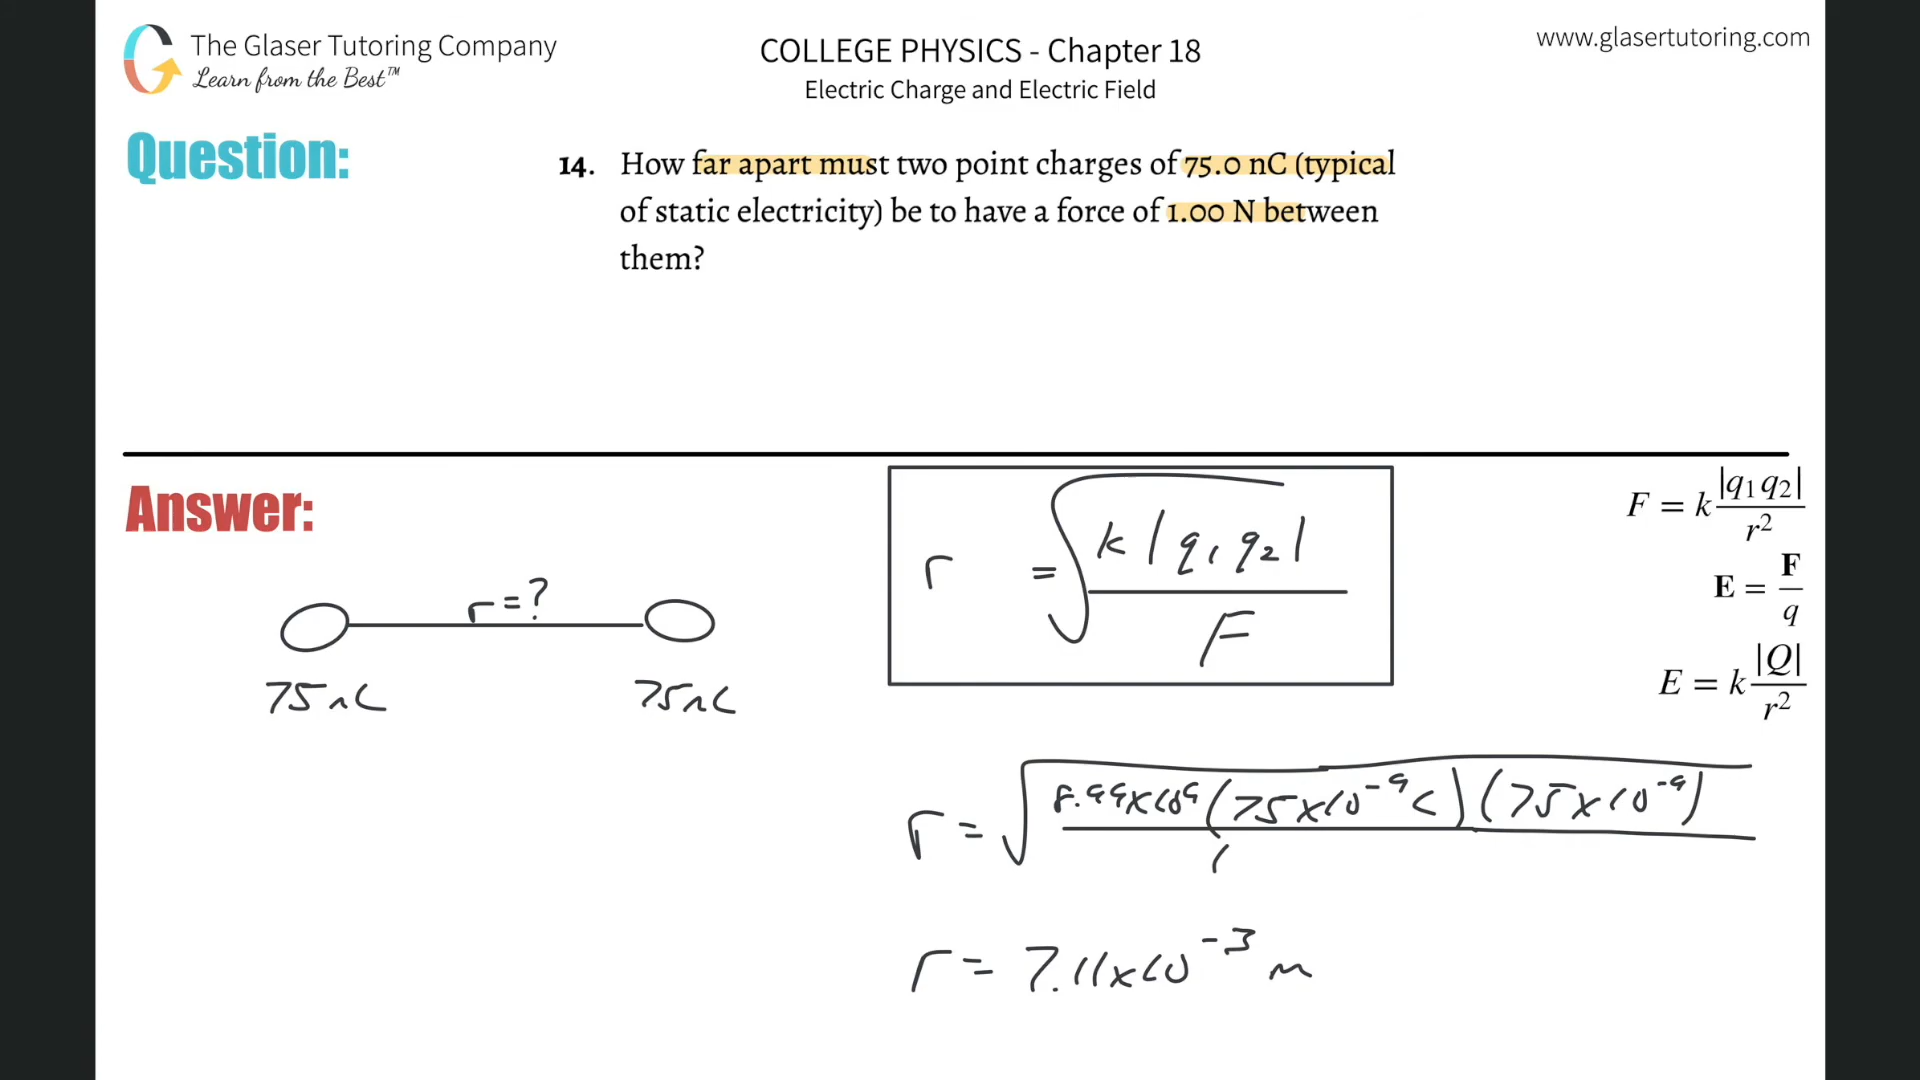 The Glaser Tutoring Company
Learn from the Best™
COLLEGE PHYSICS - Chapter 18
Electric Charge and Electric Field
www.glasertutoring.com
Question:
14. How far apart must two point charges of 75.0 nC (typical
of static electricity) be to have a force of 1.00 N between
them?
Answer:
r = ?
75nC 75nC
r = √(k|q₁q₂| / F)
F = k |q₁q₂| / r²
E = F / q
E = k |Q| / r²
r = √(8.99x10⁹(75x10⁻⁹C)(75x10⁻⁹) / 1)
r = 7.11x10⁻³ m